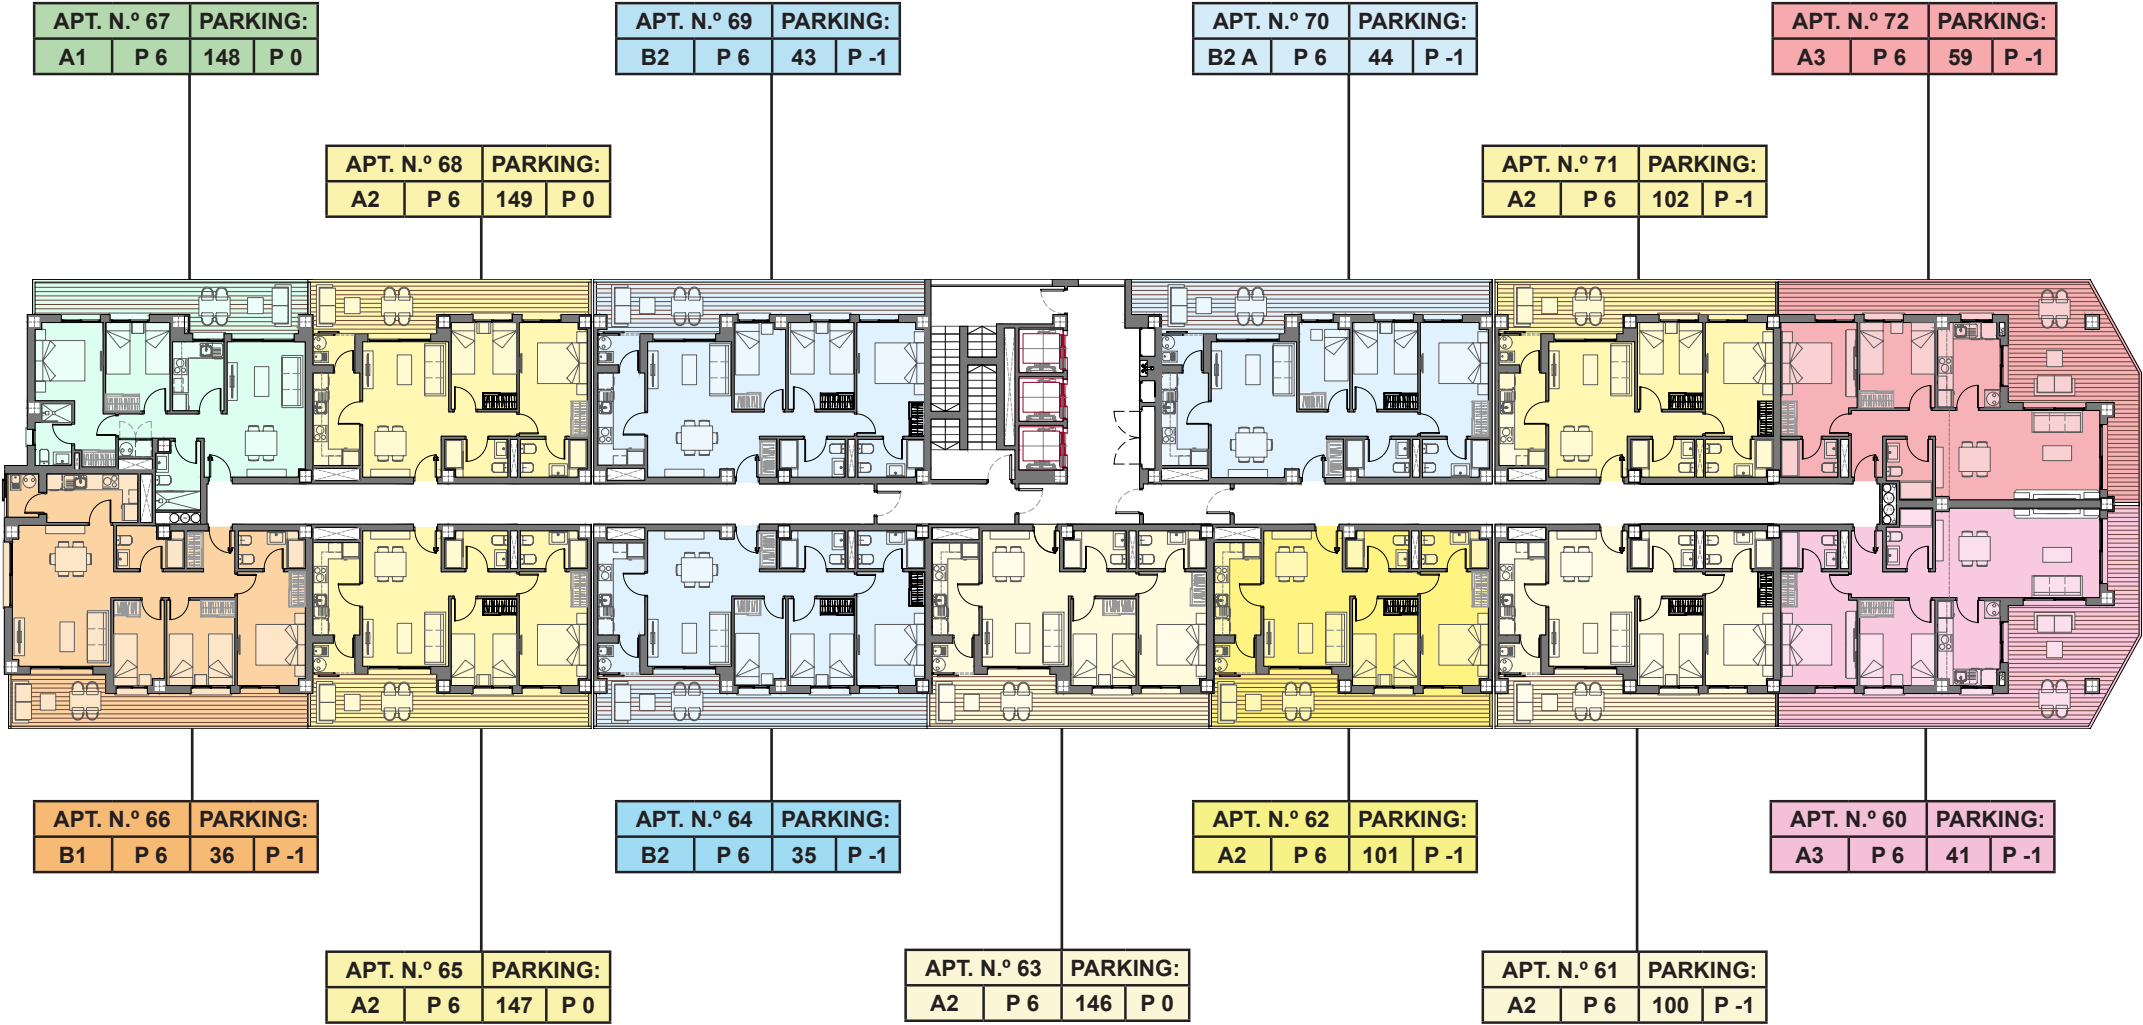 APT. N.º 67 PARKING:
A1 P 6 148 P 0
APT. N.º 69 PARKING:
B2 P 6 43 P -1
APT. N.º 70 PARKING:
B2 A P 6 44 P -1
APT. N.º 72 PARKING:
A3 P 6 59 P -1
APT. N.º 68 PARKING:
A2 P 6 149 P 0
APT. N.º 71 PARKING:
A2 P 6 102 P -1
APT. N.º 66 PARKING:
B1 P 6 36 P -1
APT. N.º 64 PARKING:
B2 P 6 35 P -1
APT. N.º 62 PARKING:
A2 P 6 101 P -1
APT. N.º 60 PARKING:
A3 P 6 41 P -1
APT. N.º 65 PARKING:
A2 P 6 147 P 0
APT. N.º 63 PARKING:
A2 P 6 146 P 0
APT. N.º 61 PARKING:
A2 P 6 100 P -1